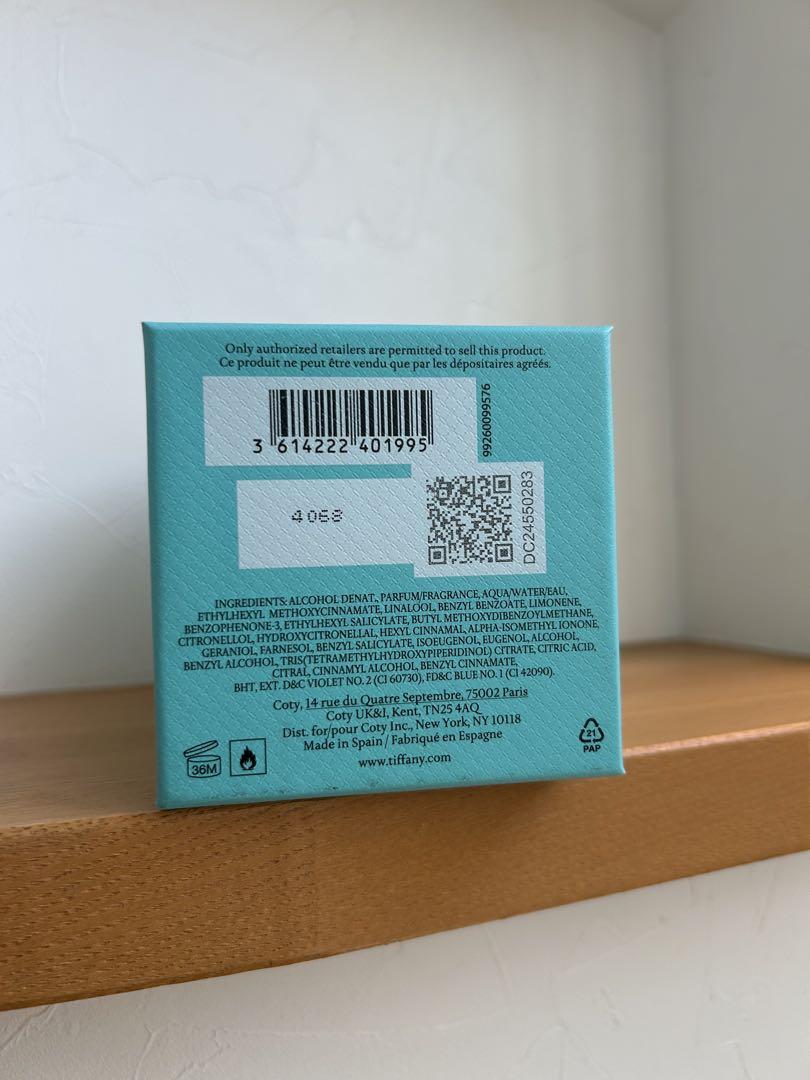 Only authorized retailers are permitted to sell this product.
Ce produit ne peut être vendu que par les dépositaires agréés.
3 614222 401995
99260099576
4068
DC24550283
INGREDIENTS: ALCOHOL DENAT., PARFUM/FRAGRANCE, AQUA/WATER/EAU,
ETHYLHEXYL METHOXYCINNAMATE, LINALOOL, BENZYL BENZOATE, LIMONENE,
BENZOPHENONE-3, ETHYLHEXYL SALICYLATE, BUTYL METHOXYDIBENZOYLMETHANE,
CITRONELLOL, HYDROXYCITRONELLAL, HEXYL CINNAMAL, ALPHA-ISOMETHYL IONONE,
GERANIOL, FARNESOL, BENZYL SALICYLATE, ISOEUGENOL, EUGENOL, ALCOHOL,
BENZYL ALCOHOL, TRIS(TETRAMETHYLHYDROXYPIPERIDINOL) CITRATE, CITRIC ACID,
CITRAL, CINNAMYL ALCOHOL, BENZYL CINNAMATE,
BHT, EXT. D&C VIOLET NO. 2 (CI 60730), FD&C BLUE NO. 1 (CI 42090).
Coty, 14 rue du Quatre Septembre, 75002 Paris
Coty UK&I, Kent, TN25 4AQ
Dist. for/pour Coty Inc., New York, NY 10118
Made in Spain / Fabriqué en Espagne
www.tiffany.com
36M
21
PAP